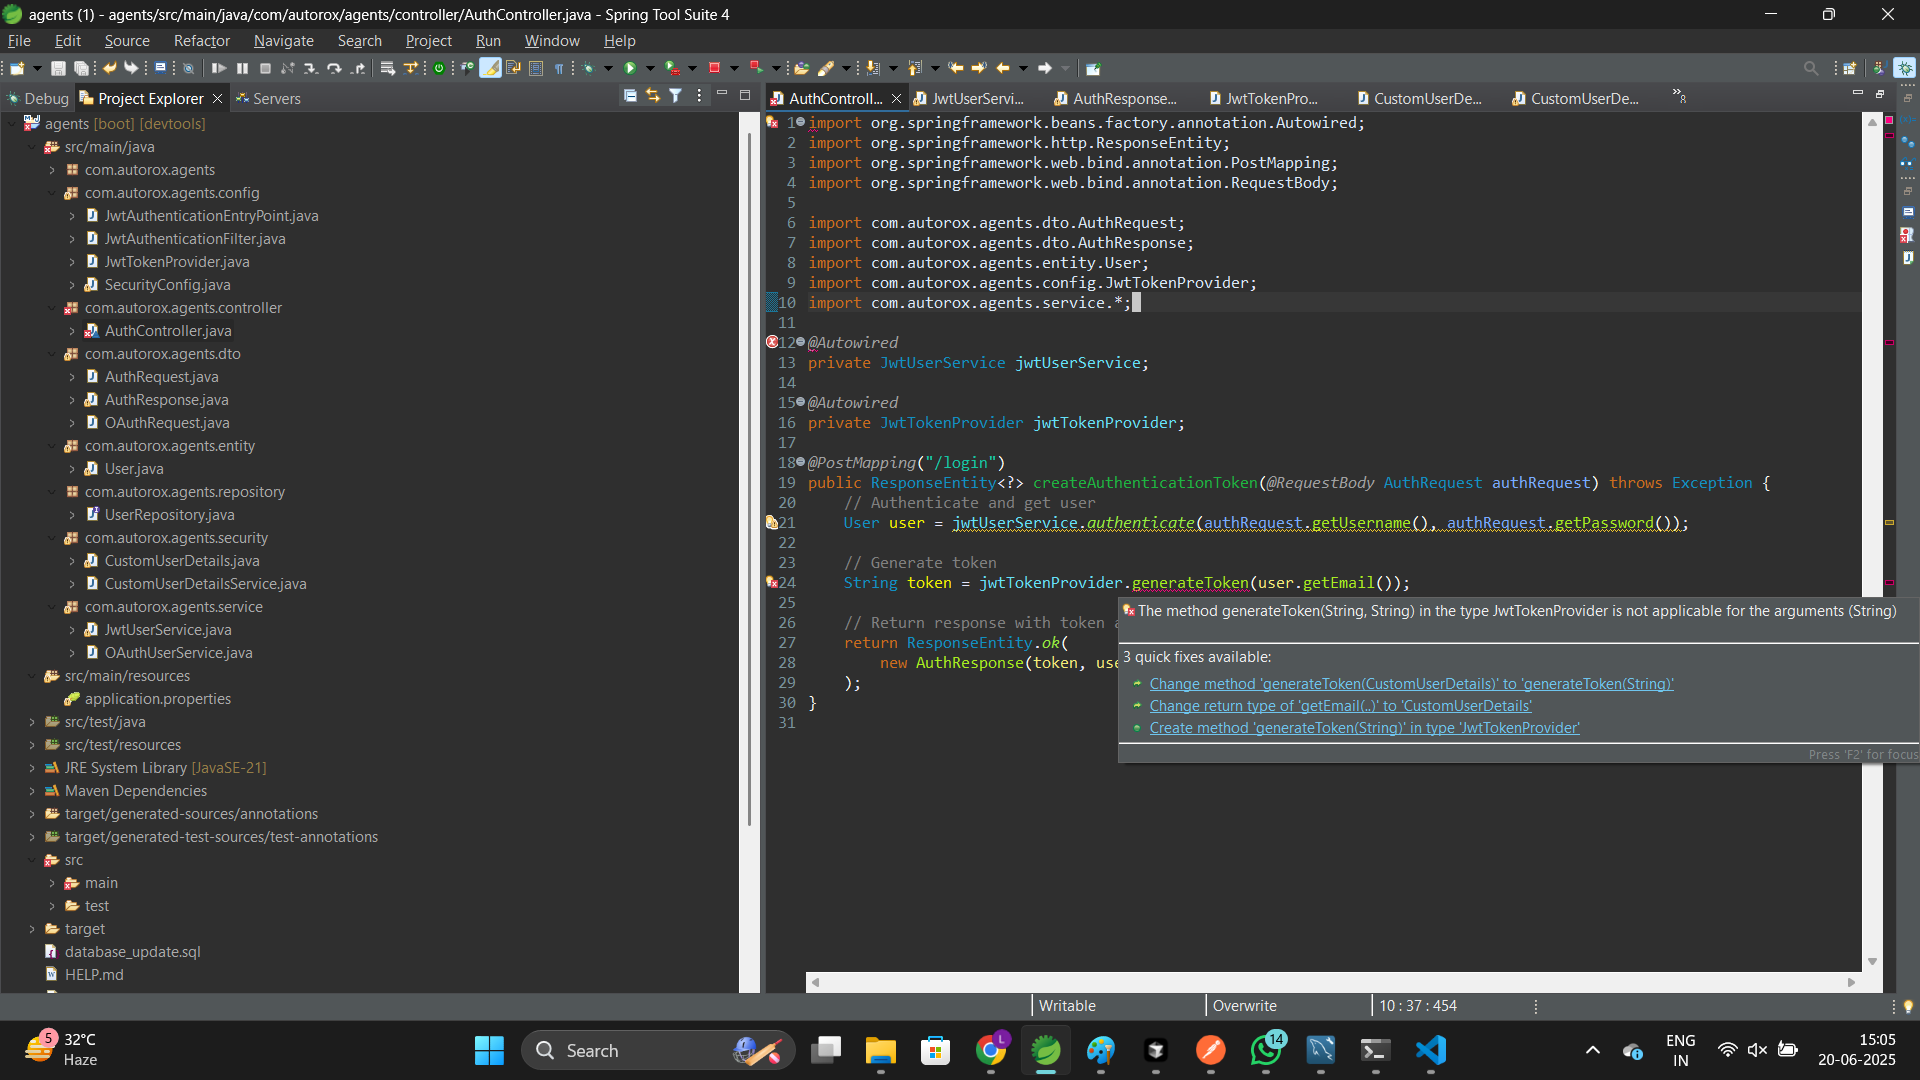 agents (1) - agents/src/main/java/com/autorox/agents/controller/AuthController.java - Spring Tool Suite 4
File Edit Source Refactor Navigate Search Project Run Window Help
Debug Project Explorer Servers
agents [boot] [devtools]
src/main/java
com.autorox.agents
com.autorox.agents.config
JwtAuthenticationEntryPoint.java
JwtAuthenticationFilter.java
JwtTokenProvider.java
SecurityConfig.java
com.autorox.agents.controller
AuthController.java
com.autorox.agents.dto
AuthRequest.java
AuthResponse.java
OAuthRequest.java
com.autorox.agents.entity
User.java
com.autorox.agents.repository
UserRepository.java
com.autorox.agents.security
CustomUserDetails.java
CustomUserDetailsService.java
com.autorox.agents.service
JwtUserService.java
OAuthUserService.java
src/main/resources
application.properties
src/test/java
src/test/resources
JRE System Library [JavaSE-21]
Maven Dependencies
target/generated-sources/annotations
target/generated-test-sources/test-annotations
src
main
test
target
database_update.sql
HELP.md
AuthControll... JwtUserServi... AuthResponse... JwtTokenPro... CustomUserDe... CustomUserDe... »8
1 import org.springframework.beans.factory.annotation.Autowired;
2 import org.springframework.http.ResponseEntity;
3 import org.springframework.web.bind.annotation.PostMapping;
4 import org.springframework.web.bind.annotation.RequestBody;
5
6 import com.autorox.agents.dto.AuthRequest;
7 import com.autorox.agents.dto.AuthResponse;
8 import com.autorox.agents.entity.User;
9 import com.autorox.agents.config.JwtTokenProvider;
10 import com.autorox.agents.service.*;
11
12 @Autowired
13 private JwtUserService jwtUserService;
14
15 @Autowired
16 private JwtTokenProvider jwtTokenProvider;
17
18 @PostMapping("/login")
19 public ResponseEntity<?> createAuthenticationToken(@RequestBody AuthRequest authRequest) throws Exception {
20 // Authenticate and get user
21 User user = jwtUserService.authenticate(authRequest.getUsername(), authRequest.getPassword());
22
23 // Generate token
24 String token = jwtTokenProvider.generateToken(user.getEmail());
25
26 // Return response with token a
27 return ResponseEntity.ok(
28 new AuthResponse(token, use
29 );
30 }
31
The method generateToken(String, String) in the type JwtTokenProvider is not applicable for the arguments (String)
3 quick fixes available:
Change method 'generateToken(CustomUserDetails)' to 'generateToken(String)'
Change return type of 'getEmail(..)' to 'CustomUserDetails'
Create method 'generateToken(String)' in type 'JwtTokenProvider'
Press 'F2' for focus
Writable Overwrite 10 : 37 : 454
5
32°C
Haze
Search
L
14
ENG
IN
15:05
20-06-2025